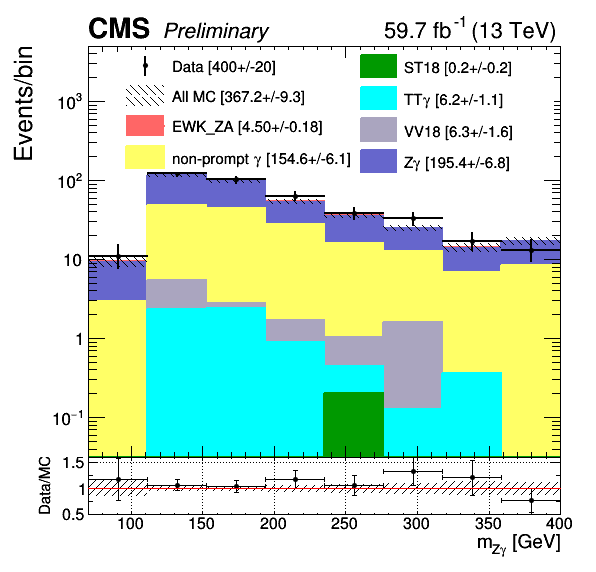 CMS Preliminary 59.7 fb⁻¹ (13 TeV)
Events/bin
Data [400+/-20]
All MC [367.2+/-9.3]
EWK_ZA [4.50+/-0.18]
non-prompt γ [154.6+/-6.1]
ST18 [0.2+/-0.2]
TTγ [6.2+/-1.1]
VV18 [6.3+/-1.6]
Zγ [195.4+/-6.8]
10³
10²
10
1
10⁻¹
Data/MC
1.5
1
0.5
100 150 200 250 300 350 400
m_Zγ [GeV]